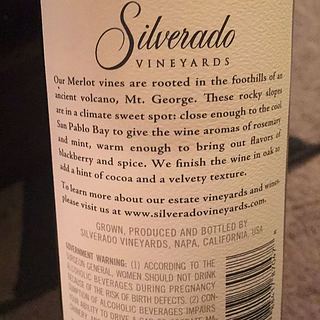 Silverado
VINEYARDS
Our Merlot vines are rooted in the foothills of an
ancient volcano, Mt. George. These rocky slopes
are in a climate sweet spot: close enough to the cool
San Pablo Bay to give the wine aromas of rosemary
and mint, warm enough to bring out flavors of
blackberry and spice. We finish the wine in oak to
add a hint of cocoa and a velvety texture.
To learn more about our estate vineyards and wines,
please visit us at www.silveradovineyards.com.
GROWN, PRODUCED AND BOTTLED BY
SILVERADO VINEYARDS, NAPA, CALIFORNIA, USA
GOVERNMENT WARNING: (1) ACCORDING TO THE
SURGEON GENERAL, WOMEN SHOULD NOT DRINK
ALCOHOLIC BEVERAGES DURING PREGNANCY
BECAUSE OF THE RISK OF BIRTH DEFECTS. (2) CON-
SUMPTION OF ALCOHOLIC BEVERAGES IMPAIRS
YOUR ABILITY TO DRIVE A CAR